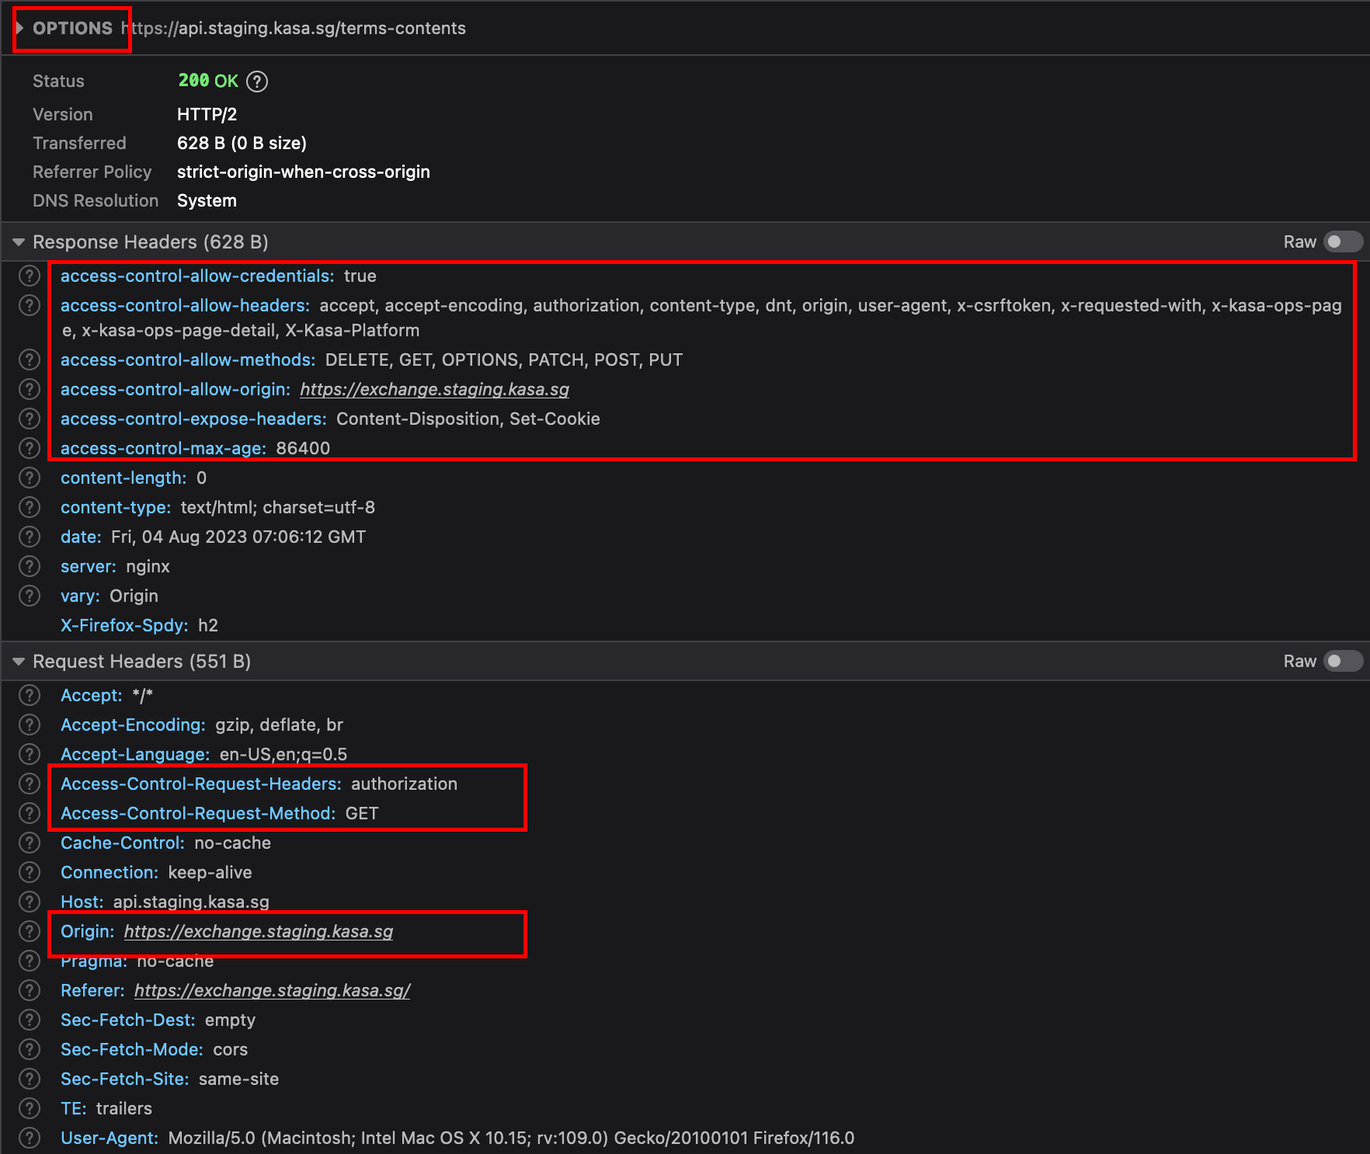 OPTIONS https://api.staging.kasa.sg/terms-contents
Status 200 OK ?
Version HTTP/2
Transferred 628 B (0 B size)
Referrer Policy strict-origin-when-cross-origin
DNS Resolution System
Response Headers (628 B) Raw
? access-control-allow-credentials: true
? access-control-allow-headers: accept, accept-encoding, authorization, content-type, dnt, origin, user-agent, x-csrftoken, x-requested-with, x-kasa-ops-pag
e, x-kasa-ops-page-detail, X-Kasa-Platform
? access-control-allow-methods: DELETE, GET, OPTIONS, PATCH, POST, PUT
? access-control-allow-origin: https://exchange.staging.kasa.sg
? access-control-expose-headers: Content-Disposition, Set-Cookie
? access-control-max-age: 86400
? content-length: 0
? content-type: text/html; charset=utf-8
? date: Fri, 04 Aug 2023 07:06:12 GMT
? server: nginx
? vary: Origin
X-Firefox-Spdy: h2
Request Headers (551 B) Raw
? Accept: */*
? Accept-Encoding: gzip, deflate, br
? Accept-Language: en-US,en;q=0.5
? Access-Control-Request-Headers: authorization
? Access-Control-Request-Method: GET
? Cache-Control: no-cache
? Connection: keep-alive
? Host: api.staging.kasa.sg
? Origin: https://exchange.staging.kasa.sg
? Pragma: no-cache
? Referer: https://exchange.staging.kasa.sg/
? Sec-Fetch-Dest: empty
? Sec-Fetch-Mode: cors
? Sec-Fetch-Site: same-site
? TE: trailers
? User-Agent: Mozilla/5.0 (Macintosh; Intel Mac OS X 10.15; rv:109.0) Gecko/20100101 Firefox/116.0